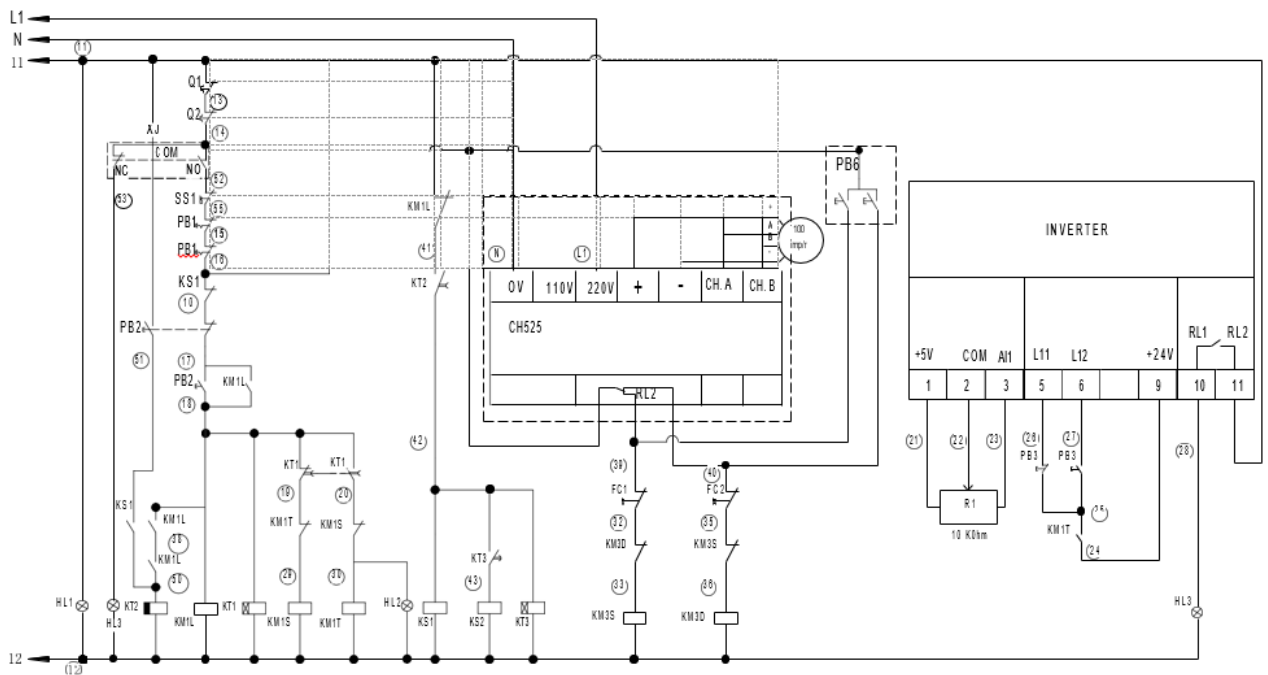 L1
N
(11)
11
Q1
(13)
Q2
(14)
AJ
COM
NC NO
(52)
(53)
SS1
(55)
PB1
(15)
PB1
(16)
KS1
(10)
PB2
(51)
(17)
PB2
KM1L
(18)
KM1L
(41)
KT2
(42)
PB6
+
A
B
-
100
imp/r
(N) (L1)
0V 110V 220V + - CH. A CH. B
CH525
RL2
INVERTER
RL1 RL2
+5V COM AI1 L11 L12 +24V
1 2 3 5 6 9 10 11
(21) (22) (23) (26) (27) (28)
PB3 PB3
R1
10 KOhm
KM1T
(24)
KT1 KT1
(19) (20)
(39) (40)
FC1 FC2
(32) (35)
KS1
KM1L
(38)
KM1L
(50)
KM1T KM1S
KT3
KM3D KM3S
(29) (30) (43) (33) (36)
HL1 HL3 KT2 KM1L KT1 KM1S KM1T HL2 KS1 KS2 KT3 KM3S KM3D HL3
12
(12)